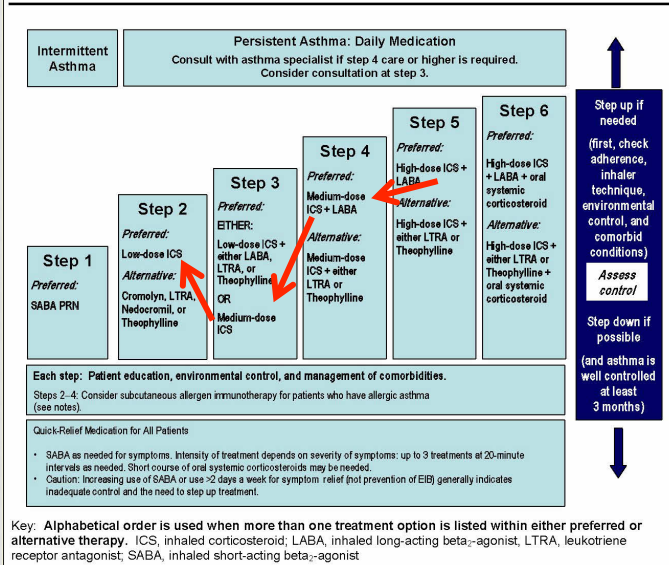 Intermittent
Asthma
Persistent Asthma: Daily Medication
Consult with asthma specialist if step 4 care or higher is required.
Consider consultation at step 3.
Step 1
Preferred:
SABA PRN
Step 2
Preferred:
Low-dose ICS
Alternative:
Cromolyn, LTRA,
Nedocromil, or
Theophylline
Step 3
Preferred:
EITHER:
Low-dose ICS +
either LABA,
LTRA, or
Theophylline
OR
Medium-dose
ICS
Step 4
Preferred:
Medium-dose
ICS + LABA
Alternative:
Medium-dose
ICS + either
LTRA or
Theophylline
Step 5
Preferred:
High-dose ICS +
LABA
Alternative:
High-dose ICS +
either LTRA or
Theophylline
Step 6
Preferred:
High-dose ICS
+ LABA + oral
systemic
corticosteroid
Alternative:
High-dose ICS +
either LTRA or
Theophylline +
oral systemic
corticosteroid
Step up if
needed
(first, check
adherence,
inhaler
technique,
environmental
control, and
comorbid
conditions)
Assess
control
Step down if
possible
(and asthma is
well controlled
at least
3 months)
Each step: Patient education, environmental control, and management of comorbidities.
Steps 2–4: Consider subcutaneous allergen immunotherapy for patients who have allergic asthma
(see notes).
Quick-Relief Medication for All Patients
• SABA as needed for symptoms. Intensity of treatment depends on severity of symptoms: up to 3 treatments at 20-minute
intervals as needed. Short course of oral systemic corticosteroids may be needed.
• Caution: Increasing use of SABA or use >2 days a week for symptom relief (not prevention of EIB) generally indicates
inadequate control and the need to step up treatment.
Key: Alphabetical order is used when more than one treatment option is listed within either preferred or
alternative therapy. ICS, inhaled corticosteroid; LABA, inhaled long-acting beta₂-agonist, LTRA, leukotriene
receptor antagonist; SABA, inhaled short-acting beta₂-agonist